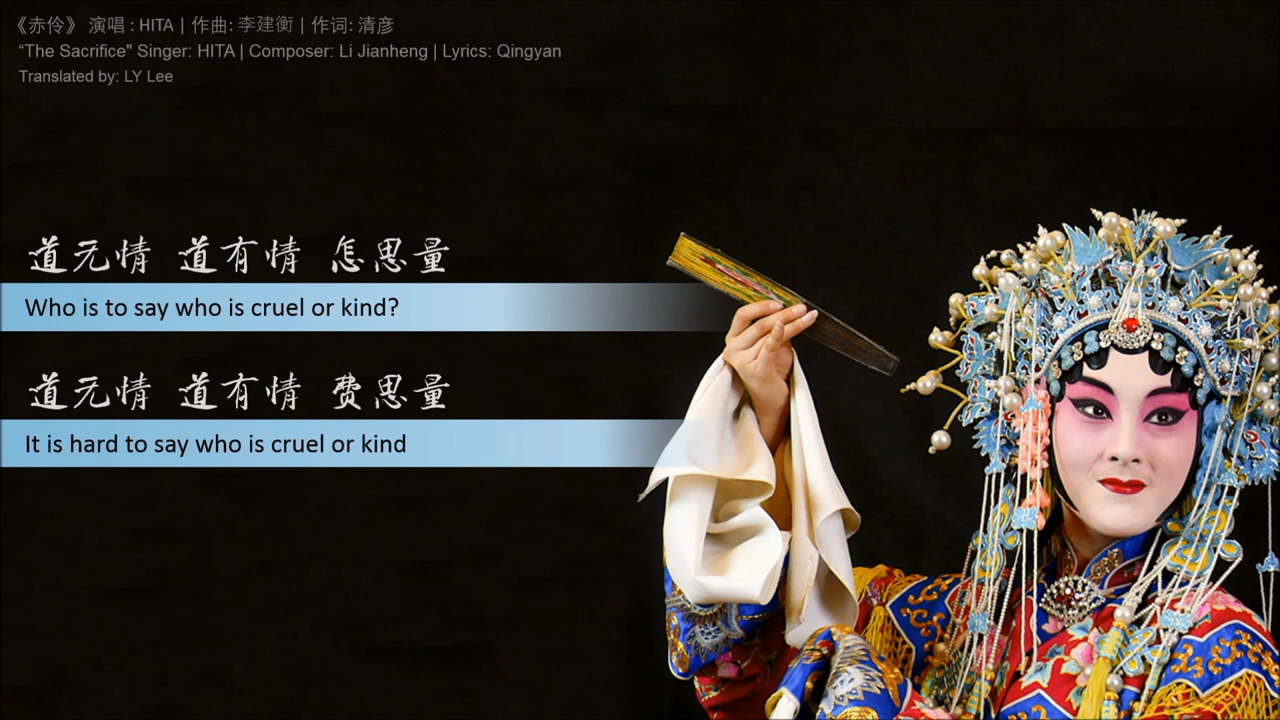 《赤伶》 演唱 : HITA | 作曲: 李建衡 | 作词: 清彦
“The Sacrifice" Singer: HITA | Composer: Li Jianheng | Lyrics: Qingyan
Translated by: LY Lee
道无情 道有情 怎思量
Who is to say who is cruel or kind?
道无情 道有情 费思量
It is hard to say who is cruel or kind